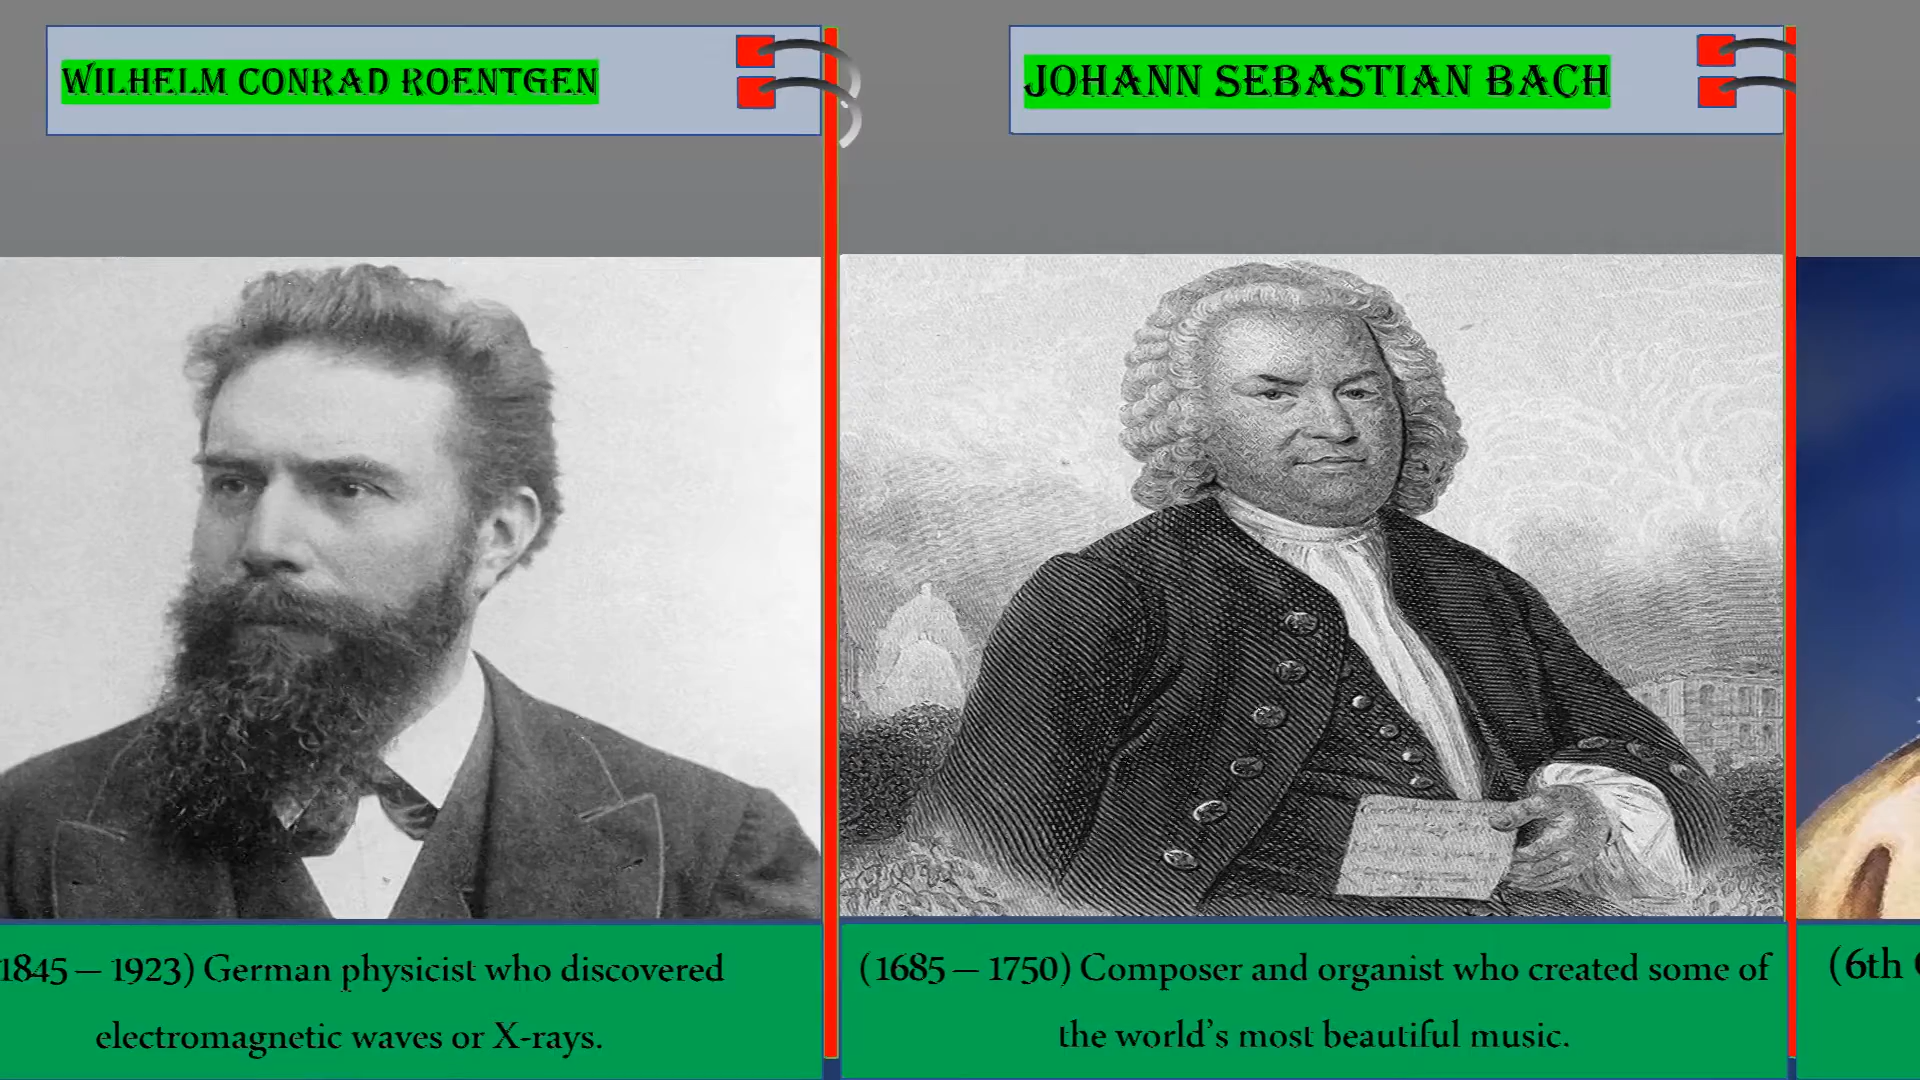 WILHELM CONRAD ROENTGEN
1845 – 1923) German physicist who discovered
electromagnetic waves or X-rays.
JOHANN SEBASTIAN BACH
(1685 – 1750) Composer and organist who created some of
the world's most beautiful music.
(6th